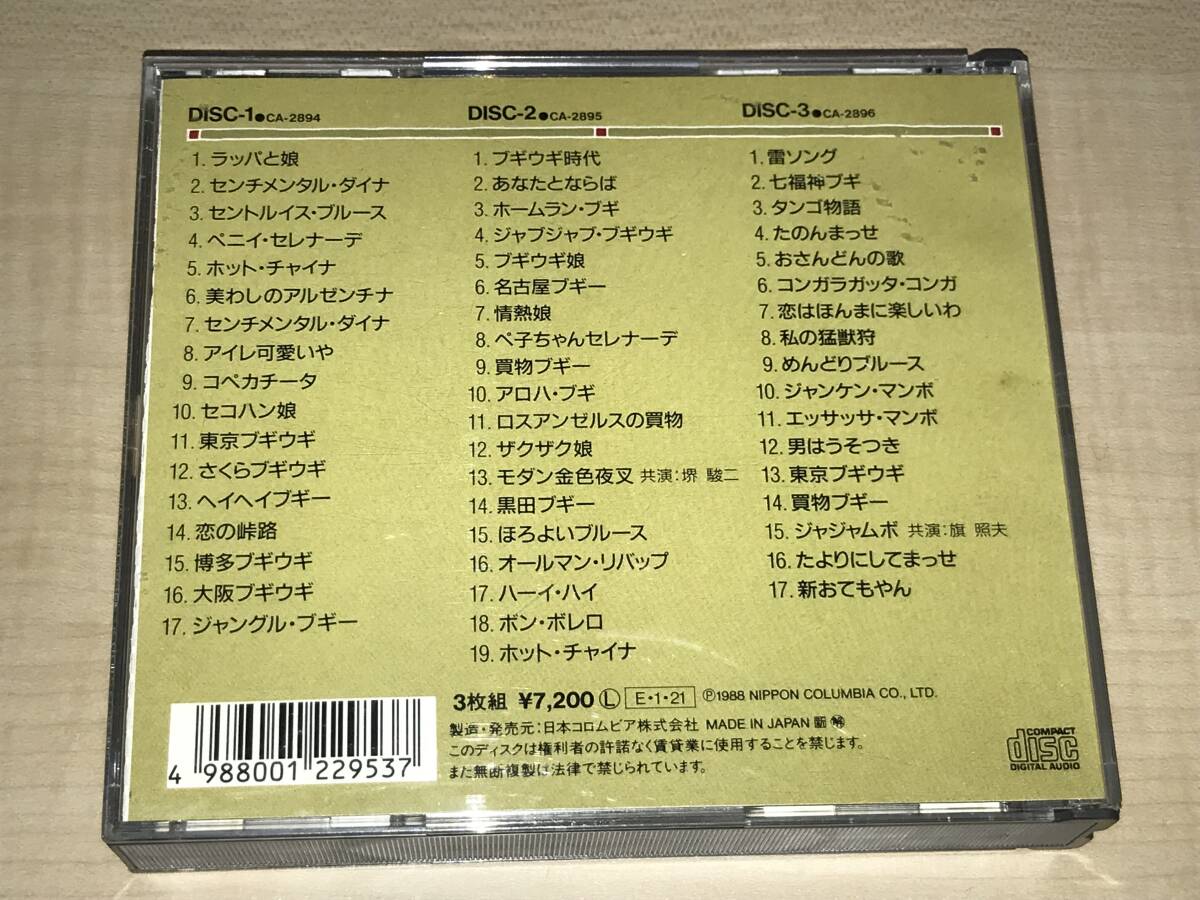 DISC-1●CA-2894
1. ラッパと娘
2. センチメンタル・ダイナ
3. セントルイス・ブルース
4. ペニイ・セレナーデ
5. ホット・チャイナ
6. 美わしのアルゼンチナ
7. センチメンタル・ダイナ
8. アイレ可愛いや
9. コペカチータ
10. セコハン娘
11. 東京ブギウギ
12. さくらブギウギ
13. ヘイヘイブギー
14. 恋の峠路
15. 博多ブギウギ
16. 大阪ブギウギ
17. ジャングル・ブギー
DISC-2●CA-2895
1. ブギウギ時代
2. あなたとならば
3. ホームラン・ブギ
4. ジャブジャブ・ブギウギ
5. ブギウギ娘
6. 名古屋ブギー
7. 情熱娘
8. ペ子ちゃんセレナーデ
9. 買物ブギー
10. アロハ・ブギ
11. ロスアンゼルスの買物
12. ザクザク娘
13. モダン金色夜叉 共演:堺 駿二
14. 黒田ブギー
15. ほろよいブルース
16. オールマン・リバップ
17. ハーイ・ハイ
18. ボン・ボレロ
19. ホット・チャイナ
DISC-3●CA-2896
1. 雷ソング
2. 七福神ブギ
3. タンゴ物語
4. たのんまっせ
5. おさんどんの歌
6. コンガラガッタ・コンガ
7. 恋はほんまに楽しいわ
8. 私の猛獣狩
9. めんどりブルース
10. ジャンケン・マンボ
11. エッサッサ・マンボ
12. 男はうそつき
13. 東京ブギウギ
14. 買物ブギー
15. ジャジャムボ 共演:旗 照夫
16. たよりにしてまっせ
17. 新おてもやん
3枚組 ¥7,200 Ⓛ E・1・21 ℗1988 NIPPON COLUMBIA CO., LTD.
製造・発売元:日本コロムビア株式会社 MADE IN JAPAN
このディスクは権利者の許諾なく賃貸業に使用することを禁じます。
また無断複製は法律で禁じられています。
4 988001 229537
COMPACT
disc
DIGITAL AUDIO